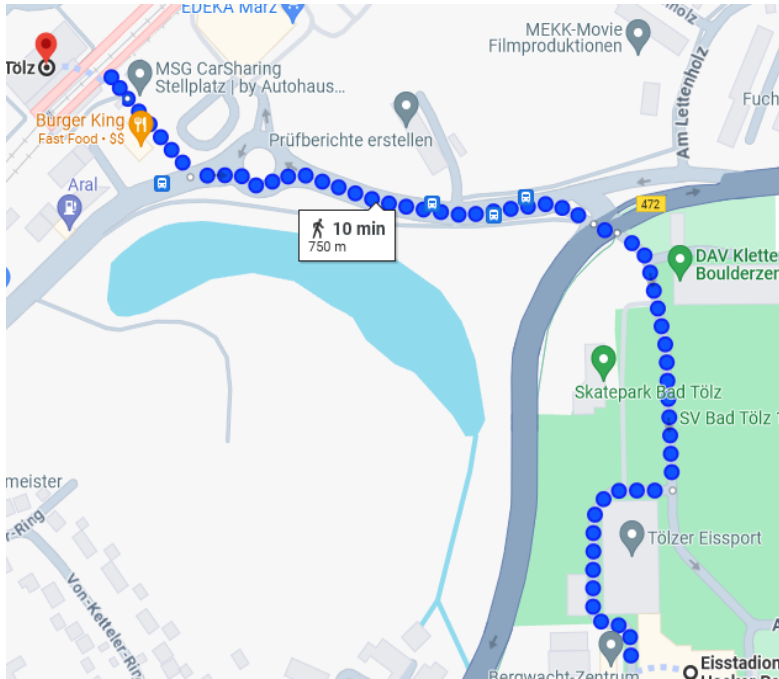 EDEKA Marz
MEKK-Movie
Filmproduktionen
Tölz
MSG CarSharing
Stellplatz | by Autohaus...
Burger King
Fast Food • $$
Prüfberichte erstellen
Am Lettenholz
Aral
472
10 min
750 m
DAV Klette
Boulderzen
Skatepark Bad Tölz
SV Bad Tölz
meister
r-Ring
Von-Ketteler-Ring
Tölzer Eissport
Bergwacht-Zentrum
Eisstadion